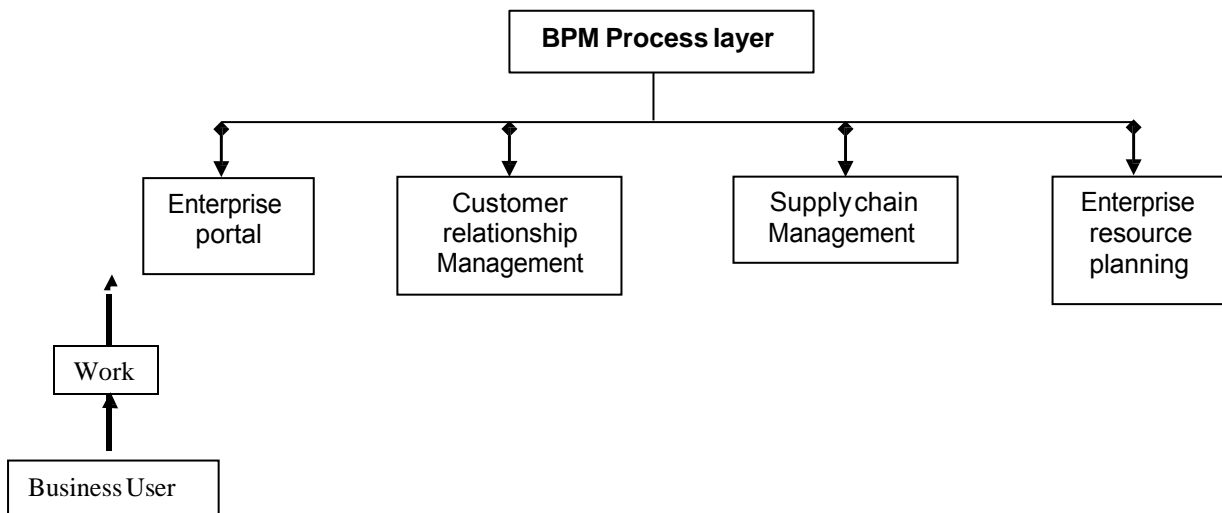 BPM Process layer
Enterprise
portal
Customer
relationship
Management
Supply chain
Management
Enterprise
resource
planning
Work
Business User